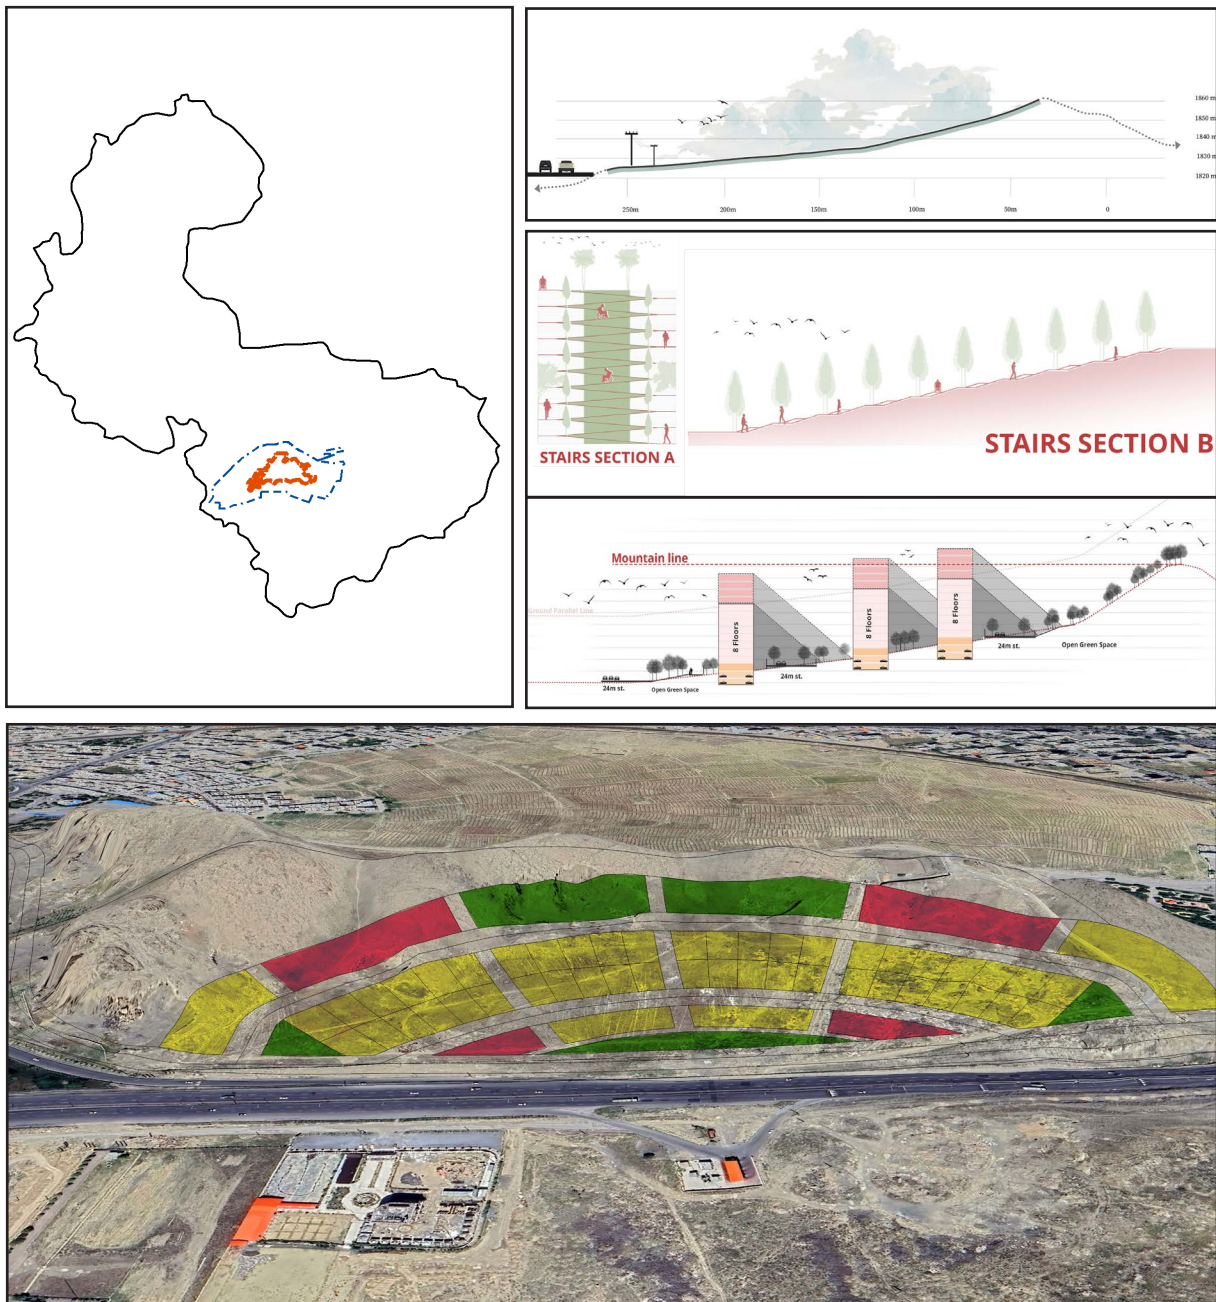 1860 m
1850 m
1840 m
1830 m
1820 m
250m 200m 150m 100m 50m 0
STAIRS SECTION A
STAIRS SECTION B
Mountain line
Ground Parallel Line
8 Floors
8 Floors
8 Floors
24m st.
Open Green Space
24m st.
24m st.
Open Green Space